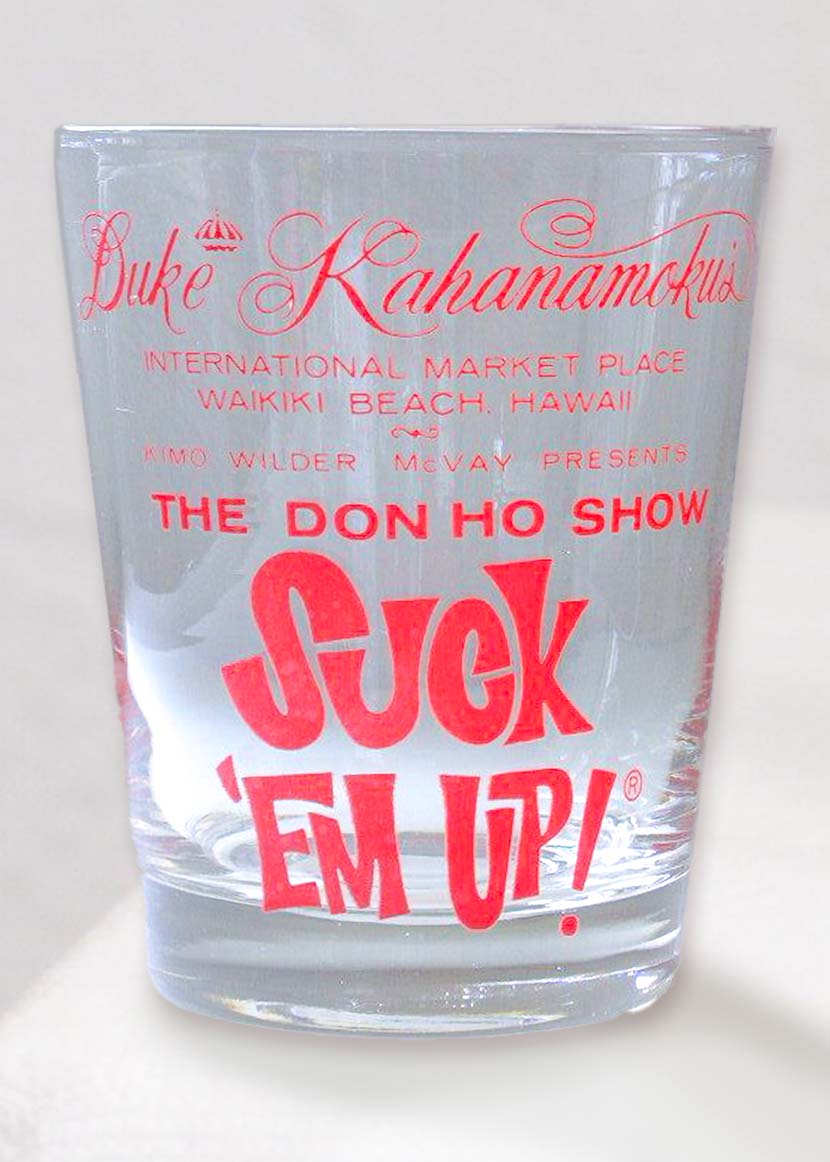 Duke Kahanamoku's
INTERNATIONAL MARKET PLACE
WAIKIKI BEACH, HAWAII
KIMO WILDER McVAY PRESENTS
THE DON HO SHOW
SUCK
'EM UP!®